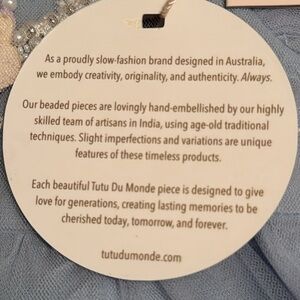 As a proudly slow-fashion brand designed in Australia,
we embody creativity, originality, and authenticity. Always.
Our beaded pieces are lovingly hand-embellished by our highly
skilled team of artisans in India, using age-old traditional
techniques. Slight imperfections and variations are unique
features of these timeless products.
Each beautiful Tutu Du Monde piece is designed to give
love for generations, creating lasting memories to be
cherished today, tomorrow, and forever.
tutudumonde.com